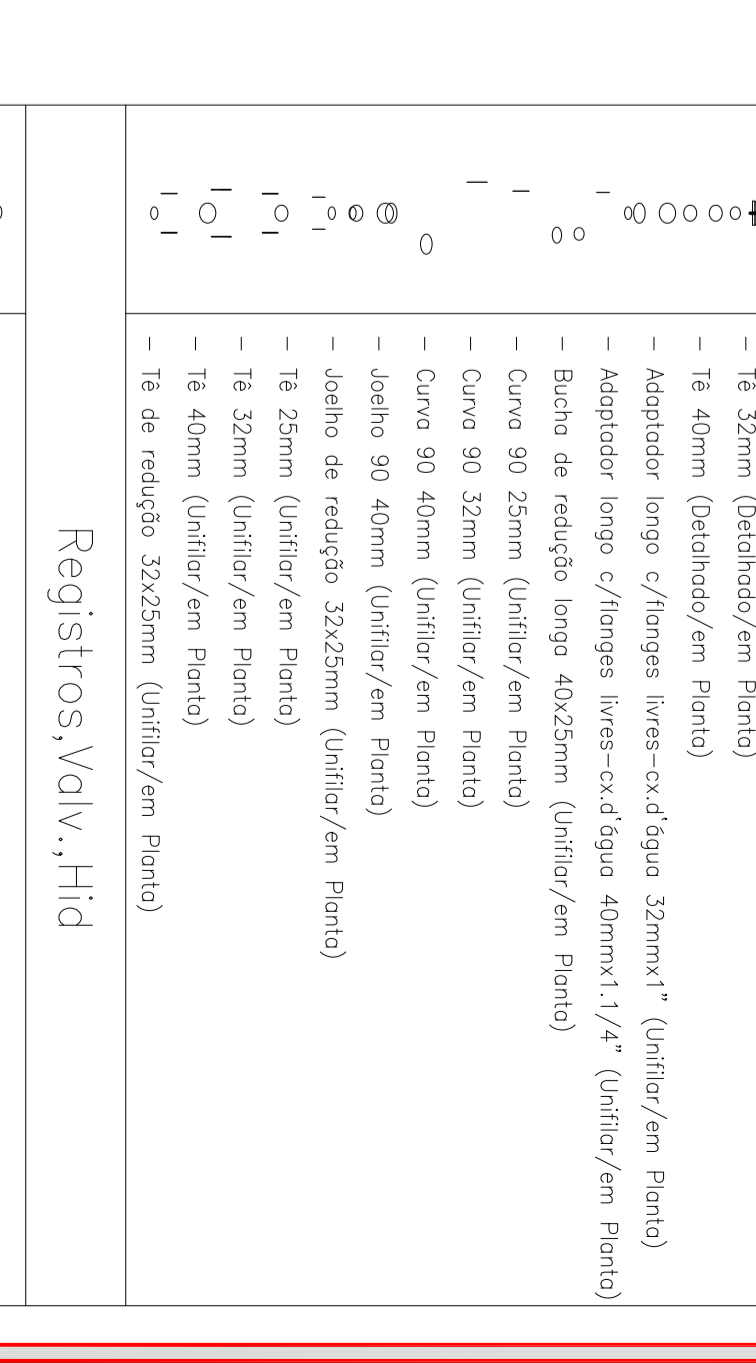 - Tê 32mm (Detalhado/em Planta)
- Tê 40mm (Detalhado/em Planta)
- Adaptador longo c/flanges livres-cx.d'água 32mmx1" (Unifilar/em Planta)
- Adaptador longo c/flanges livres-cx.d'água 40mmx1.1/4" (Unifilar/em Planta)
- Bucha de redução longa 40x25mm (Unifilar/em Planta)
- Curva 90 25mm (Unifilar/em Planta)
- Curva 90 32mm (Unifilar/em Planta)
- Curva 90 40mm (Unifilar/em Planta)
- Joelho 90 40mm (Unifilar/em Planta)
- Joelho de redução 32x25mm (Unifilar/em Planta)
- Tê 25mm (Unifilar/em Planta)
- Tê 32mm (Unifilar/em Planta)
- Tê 40mm (Unifilar/em Planta)
- Tê de redução 32x25mm (Unifilar/em Planta)
Registros,Valv.,Hid